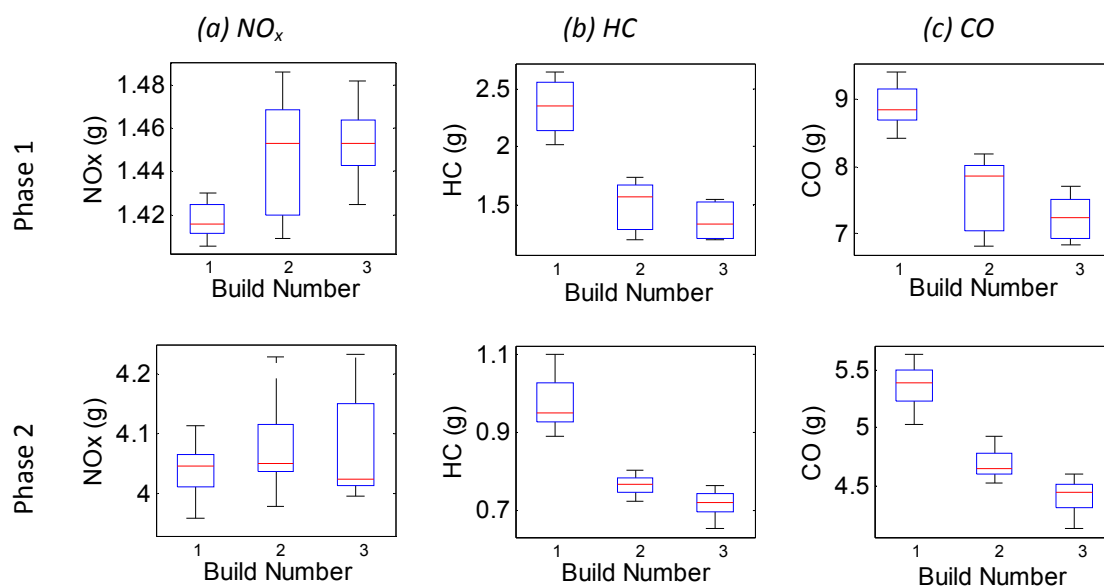 (a) NOx (b) HC (c) CO
Phase 1
NOx (g)
1.48
1.46
1.44
1.42
1 2 3
Build Number
HC (g)
2.5
2
1.5
1 2 3
Build Number
CO (g)
9
8
7
1 2 3
Build Number
Phase 2
NOx (g)
4.2
4.1
4
1 2 3
Build Number
HC (g)
1.1
0.9
0.7
1 2 3
Build Number
CO (g)
5.5
5
4.5
1 2 3
Build Number